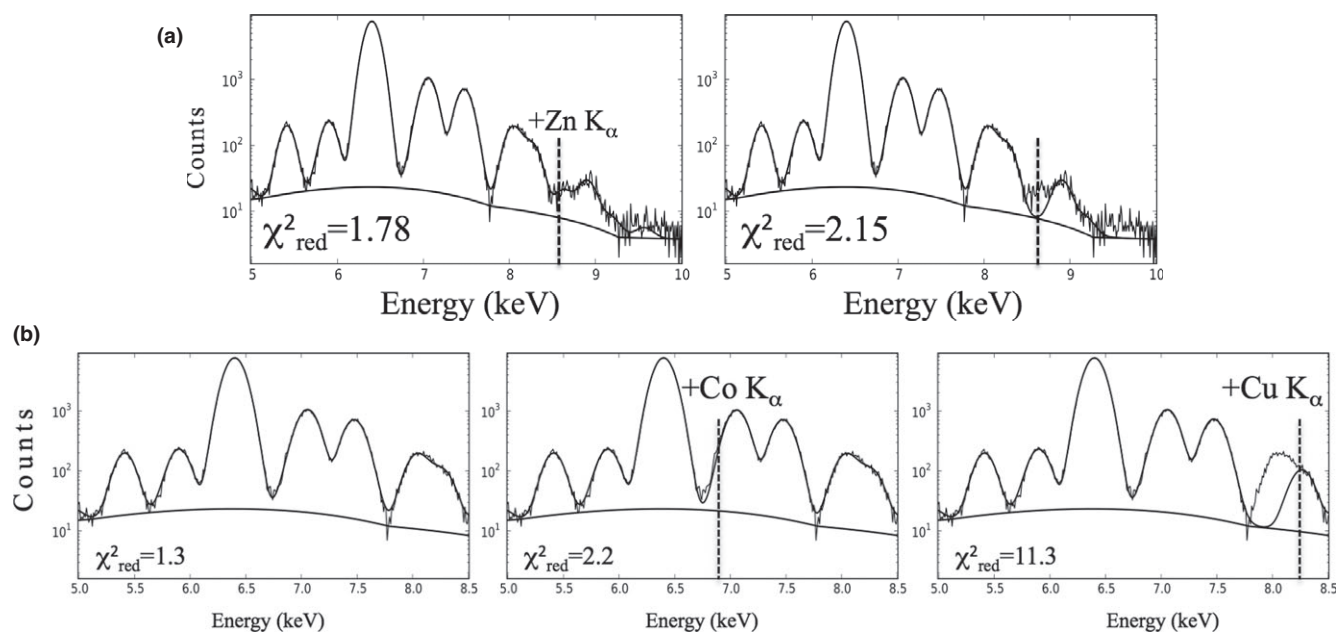 (a)
Counts
10³
10²
10¹
+Zn Kα
χ²red=1.78
5 6 7 8 9 10
Energy (keV)
10³
10²
10¹
χ²red=2.15
5 6 7 8 9 10
Energy (keV)
(b)
Counts
10³
10²
10¹
χ²red=1.3
5.0 5.5 6.0 6.5 7.0 7.5 8.0 8.5
Energy (keV)
10³
10²
10¹
+Co Kα
χ²red=2.2
5.0 5.5 6.0 6.5 7.0 7.5 8.0 8.5
Energy (keV)
10³
10²
10¹
+Cu Kα
χ²red=11.3
5.0 5.5 6.0 6.5 7.0 7.5 8.0 8.5
Energy (keV)